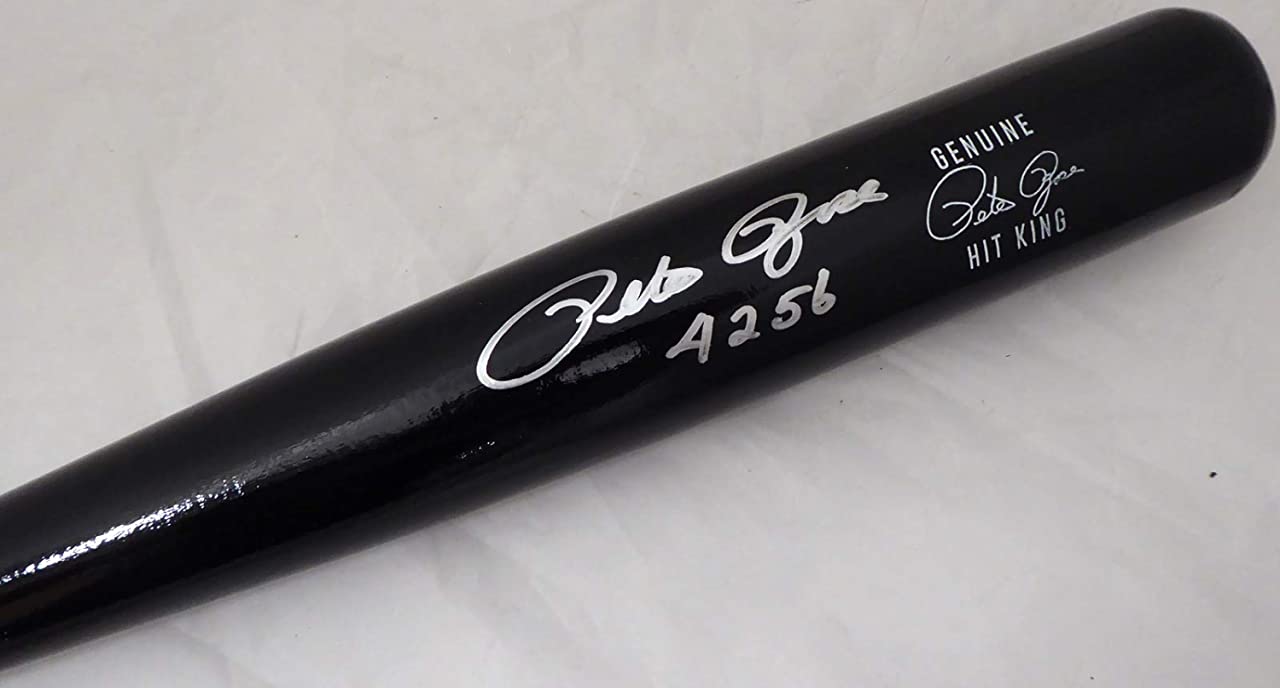 Pete Rose
4256
GENUINE
Pete Rose
HIT KING